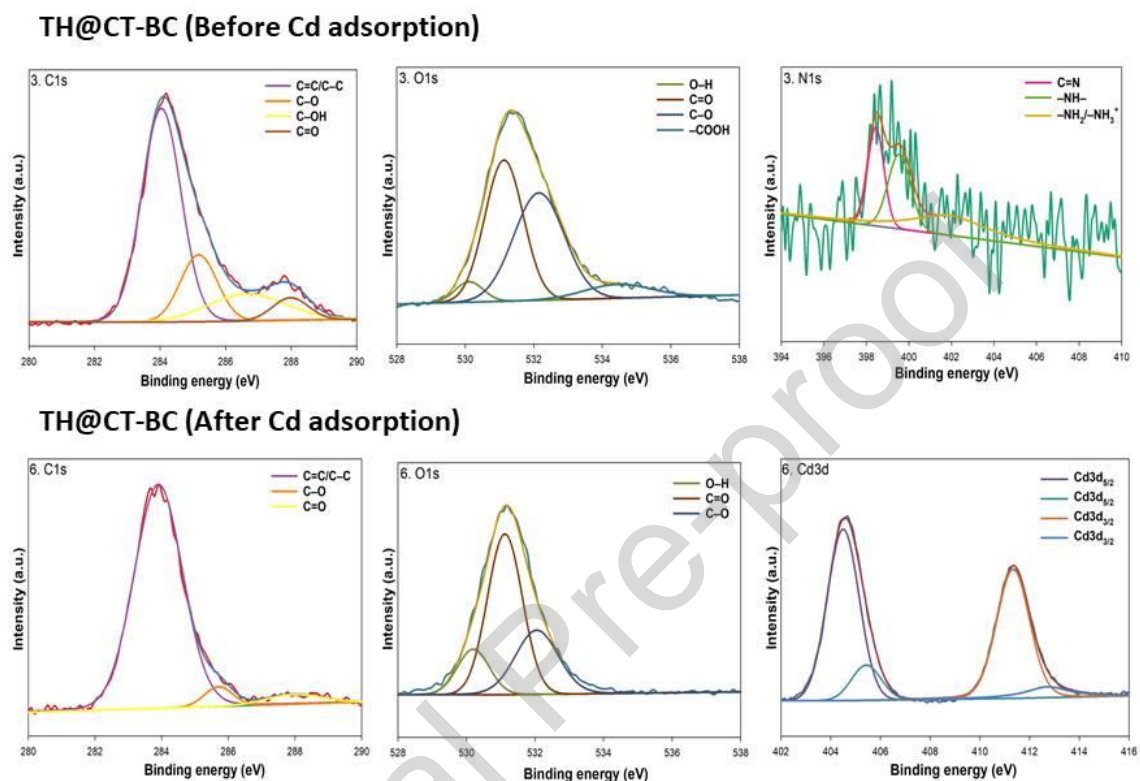 TH@CT-BC (Before Cd adsorption)
3. C1s
C=C/C–C
C–O
C–OH
C=O
Intensity (a.u.)
280 282 284 286 288 290
Binding energy (eV)
3. O1s
O–H
C=O
C–O
–COOH
Intensity (a.u.)
528 530 532 534 536 538
Binding energy (eV)
3. N1s
C=N
–NH–
–NH₂/–NH₃⁺
Intensity (a.u.)
394 396 398 400 402 404 406 408 410
Binding energy (eV)
TH@CT-BC (After Cd adsorption)
6. C1s
C=C/C–C
C–O
C=O
Intensity (a.u.)
280 282 284 286 288 290
Binding energy (eV)
6. O1s
O–H
C=O
C–O
Intensity (a.u.)
528 530 532 534 536 538
Binding energy (eV)
6. Cd3d
Cd3d₅/₂
Cd3d₅/₂
Cd3d₃/₂
Cd3d₃/₂
Intensity (a.u.)
402 404 406 408 410 412 414 416
Binding energy (eV)
al Pre-proof